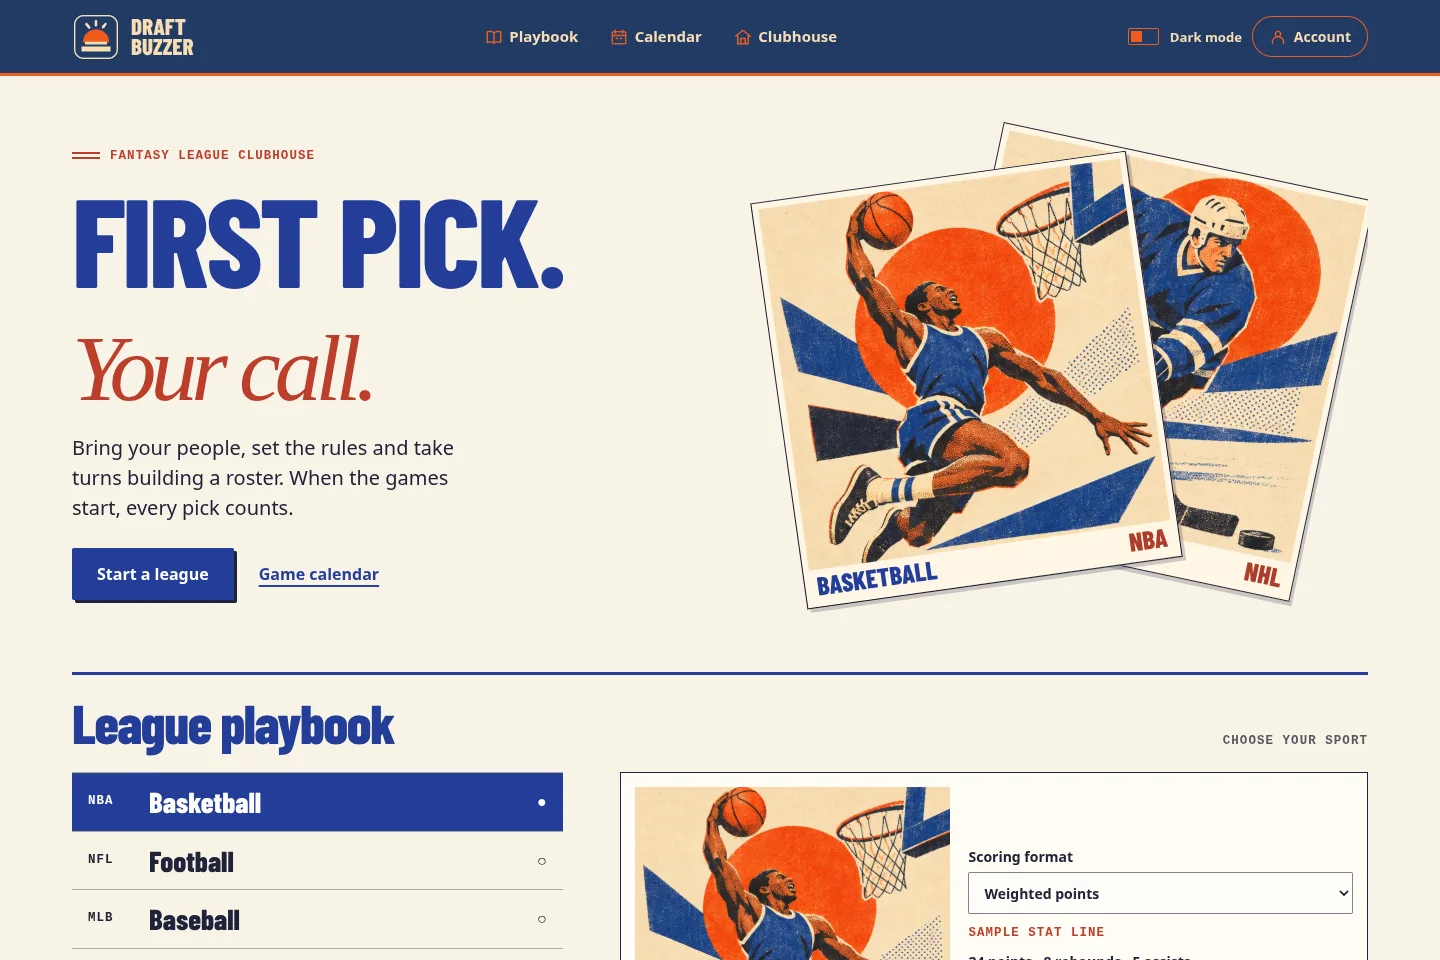 DRAFT
BUZZER
Playbook
Calendar
Clubhouse
Dark mode
Account
FANTASY LEAGUE CLUBHOUSE
FIRST PICK.
Your call.
Bring your people, set the rules and take
turns building a roster. When the games
start, every pick counts.
Start a league
Game calendar
BASKETBALL
NBA
NHL
League playbook
CHOOSE YOUR SPORT
NBA
Basketball
NFL
Football
MLB
Baseball
Scoring format
Weighted points
SAMPLE STAT LINE